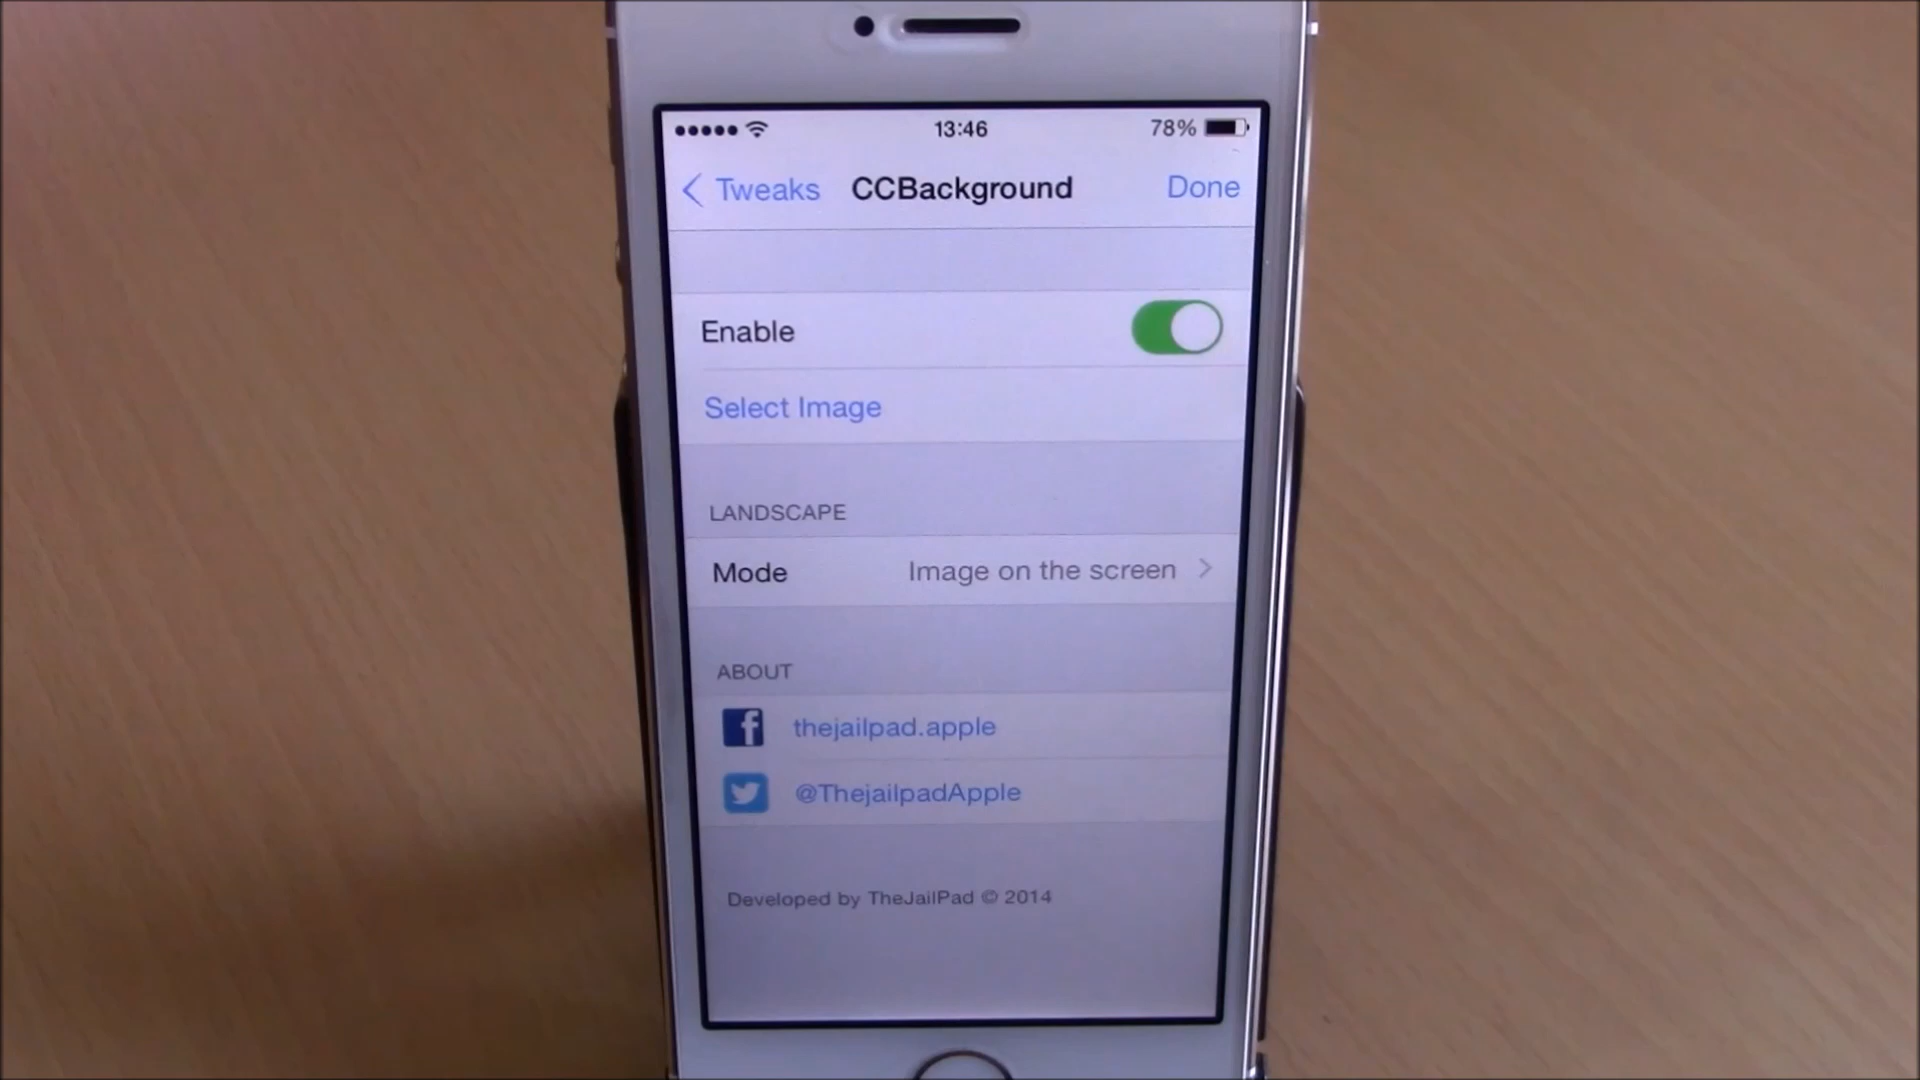 13:46 78%
Tweaks CCBackground Done
Enable
Select Image
LANDSCAPE
Mode Image on the screen
ABOUT
thejailpad.apple
@ThejailpadApple
Developed by TheJailPad © 2014